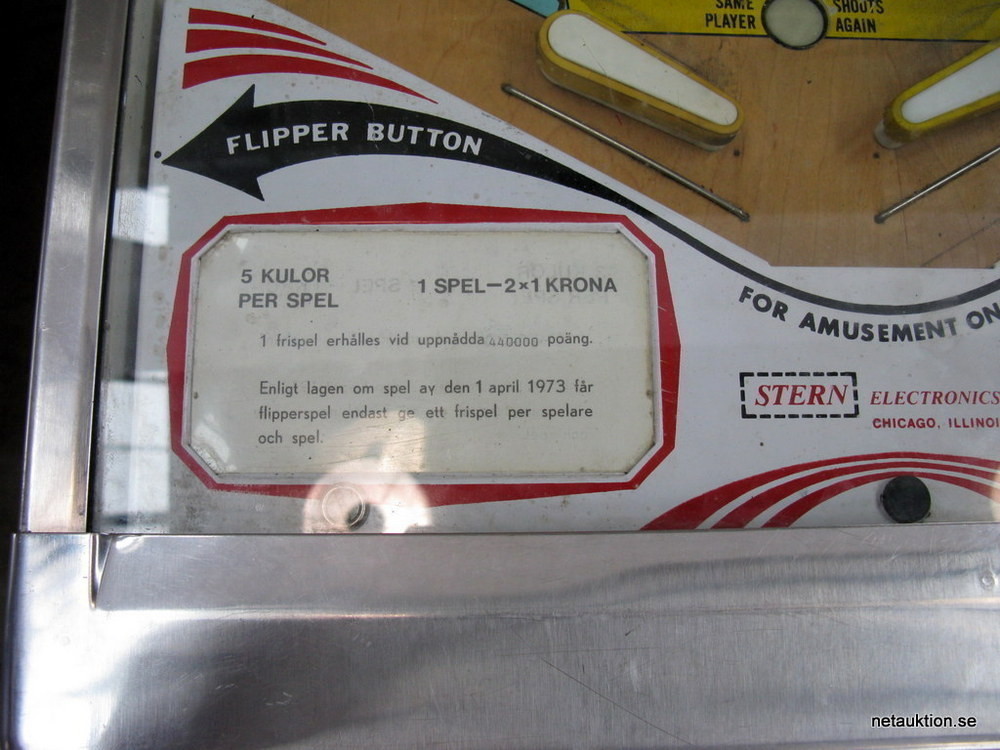 SAME
PLAYER
SHOOTS
AGAIN
FLIPPER BUTTON
5 KULOR
PER SPEL
1 SPEL—2×1 KRONA
1 frispel erhålles vid uppnådda 440000 poäng.
Enligt lagen om spel av den 1 april 1973 får
flipperspel endast ge ett frispel per spelare
och spel.
FOR AMUSEMENT ON
STERN ELECTRONICS
CHICAGO, ILLINOI
netauktion.se